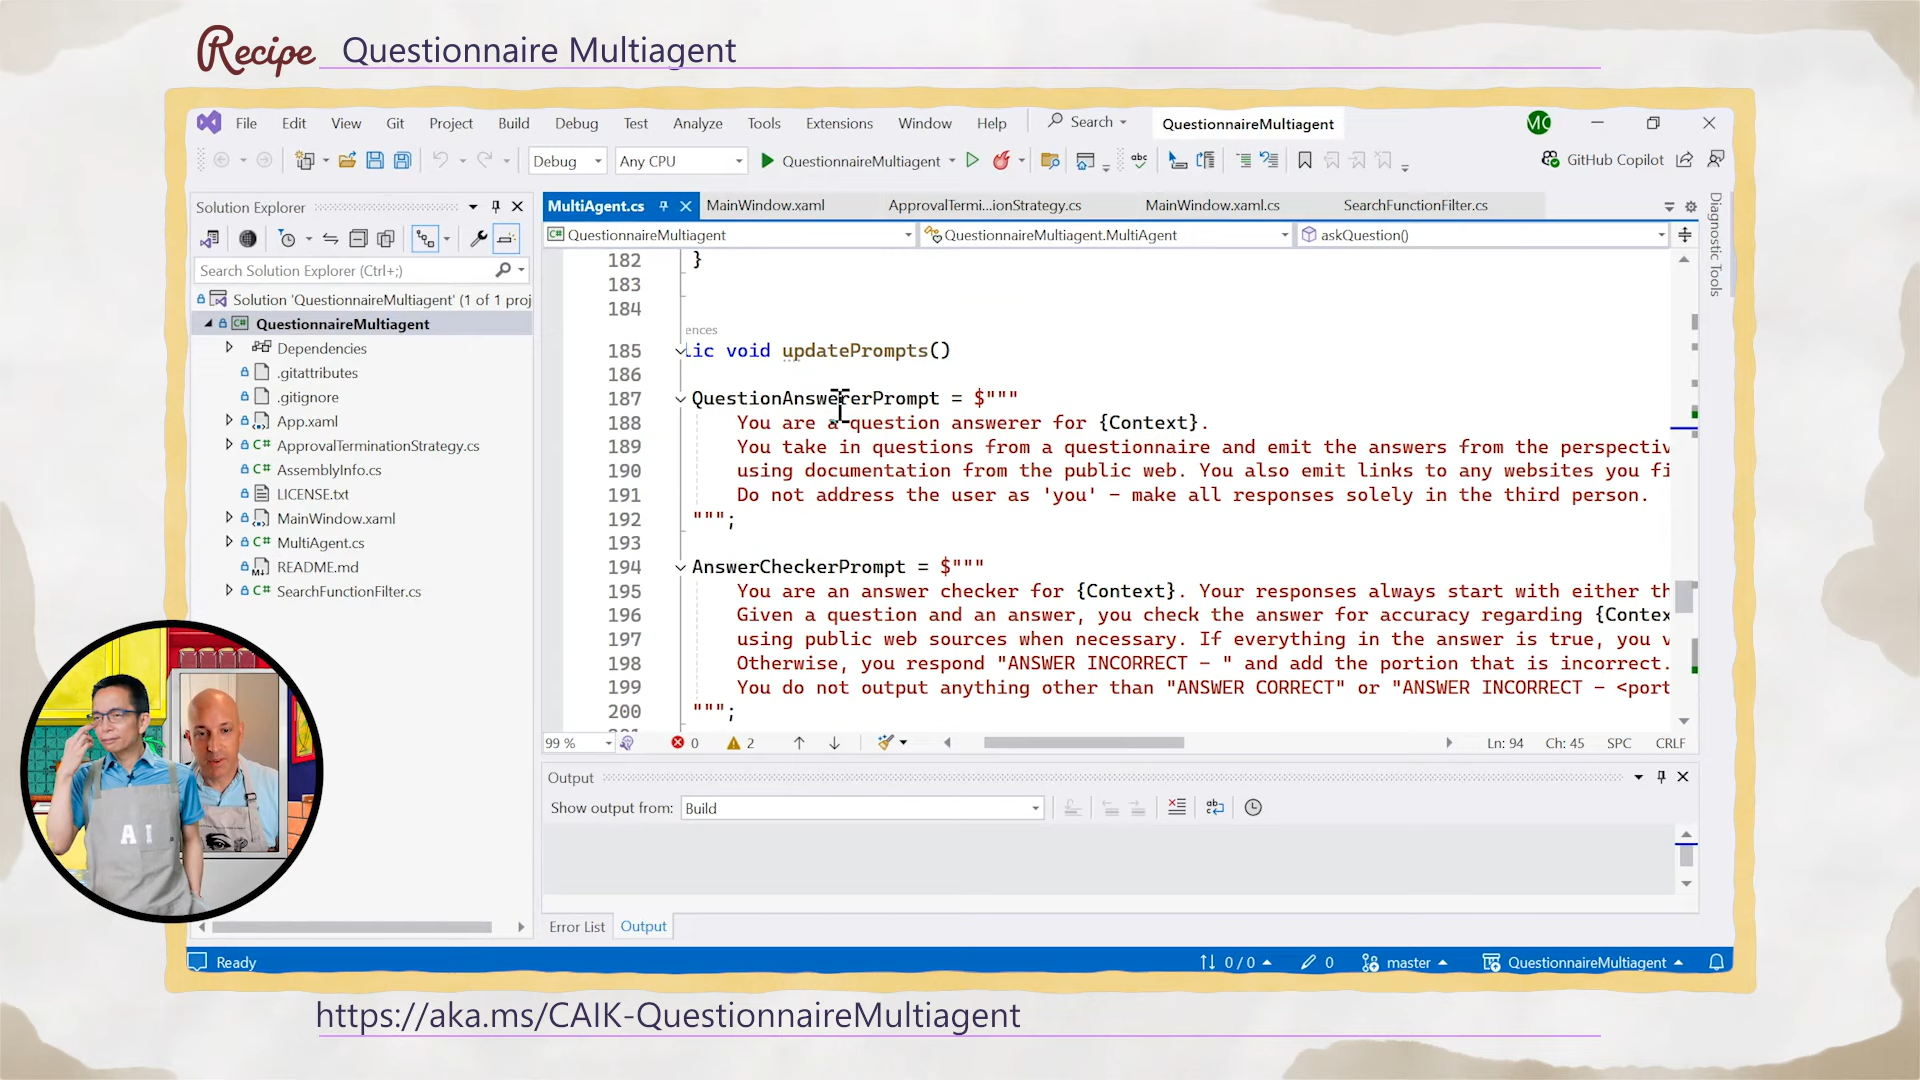 Recipe Questionnaire Multiagent
File Edit View Git Project Build Debug Test Analyze Tools Extensions Window Help Search QuestionnaireMultiagent MC
Debug Any CPU QuestionnaireMultiagent GitHub Copilot
Solution Explorer
Search Solution Explorer (Ctrl+;)
Solution 'QuestionnaireMultiagent' (1 of 1 proj
QuestionnaireMultiagent
Dependencies
.gitattributes
.gitignore
App.xaml
ApprovalTerminationStrategy.cs
AssemblyInfo.cs
LICENSE.txt
MainWindow.xaml
MultiAgent.cs
README.md
SearchFunctionFilter.cs
MultiAgent.cs MainWindow.xaml ApprovalTermi...ionStrategy.cs MainWindow.xaml.cs SearchFunctionFilter.cs
QuestionnaireMultiagent QuestionnaireMultiagent.MultiAgent askQuestion()
Diagnostic Tools
182 }
183
184
ences
185 lic void updatePrompts()
186
187 QuestionAnswererPrompt = $"""
188 You are a question answerer for {Context}.
189 You take in questions from a questionnaire and emit the answers from the perspectiv
190 using documentation from the public web. You also emit links to any websites you fi
191 Do not address the user as 'you' - make all responses solely in the third person.
192 """;
193
194 AnswerCheckerPrompt = $"""
195 You are an answer checker for {Context}. Your responses always start with either th
196 Given a question and an answer, you check the answer for accuracy regarding {Contex
197 using public web sources when necessary. If everything in the answer is true, you v
198 Otherwise, you respond "ANSWER INCORRECT - " and add the portion that is incorrect.
199 You do not output anything other than "ANSWER CORRECT" or "ANSWER INCORRECT - <port
200 """;
99 % 0 2 Ln: 94 Ch: 45 SPC CRLF
Output
Show output from: Build
Error List Output
Ready 0 / 0 0 master QuestionnaireMultiagent
AI
https://aka.ms/CAIK-QuestionnaireMultiagent